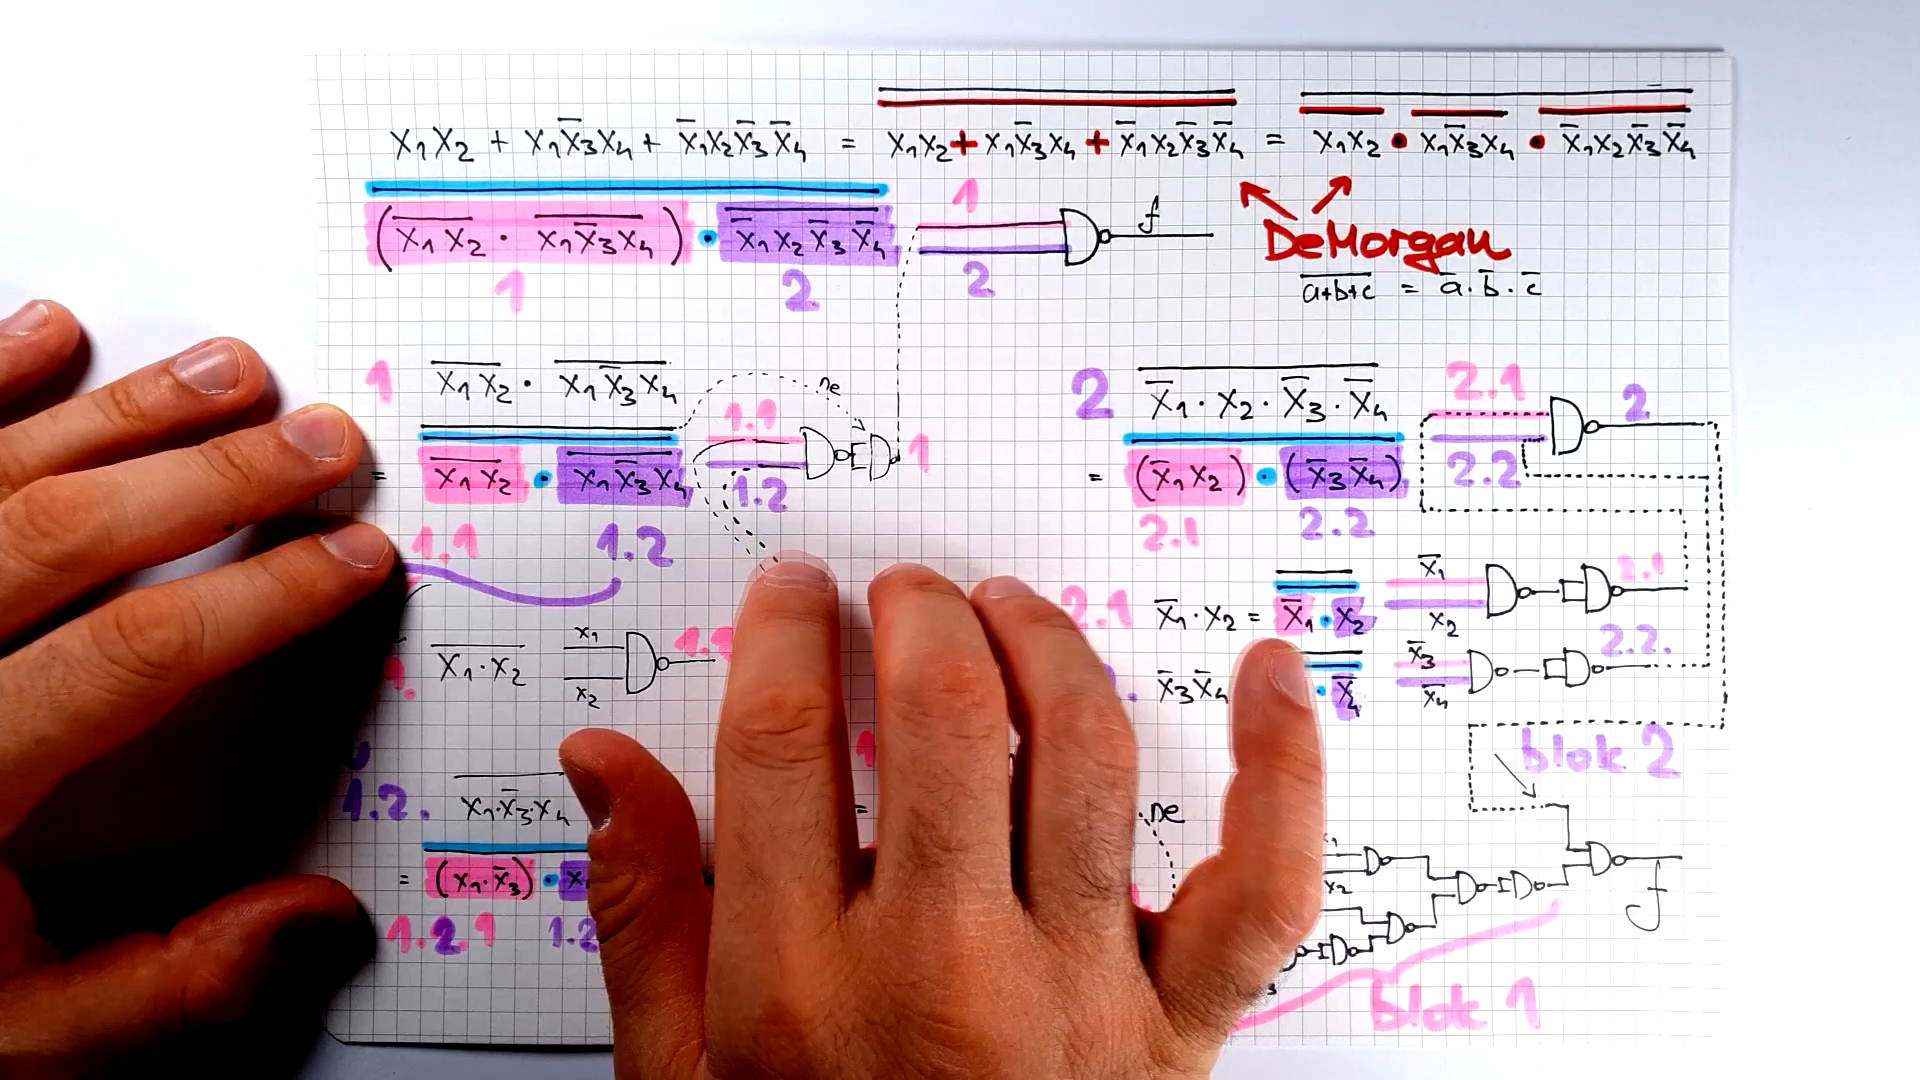 x₁x₂ + x₁x̅₃x₄ + x̅₁x₂x̅₃x̅₄ = x₁x₂ + x₁x̅₃x₄ + x̅₁x₂x̅₃x̅₄ = x₁x₂ • x₁x̅₃x₄ • x̅₁x₂x̅₃x̅₄
(x₁x₂ · x₁x̅₃x₄) • x̅₁x₂x̅₃x̅₄
1 2
1
2
f
DeMorgan
a+b+c = a̅ · b̅ · c̅
1 x₁x₂ · x₁x̅₃x₄
= x₁x₂ • x₁x̅₃x₄
1.1 1.2
ne
1.1
1.2
1
x₁·x₂
x₁
x₂
1.2. x₁·x̅₃·x₄
= (x₁·x̅₃) •
1.2.1
2 x̅₁ · x₂ · x̅₃ · x̅₄
= (x̅₁x₂) • (x̅₃x̅₄)
2.1 2.2
2.1
2.2
2
2.1 x̅₁·x₂ = x̅₁ • x₂
x̅₃x̅₄ • x̅₄
x̅₁
x₂
2.1
x̅₃
x̅₄
2.2.
blok 2
ne
x₂
f
blok 1